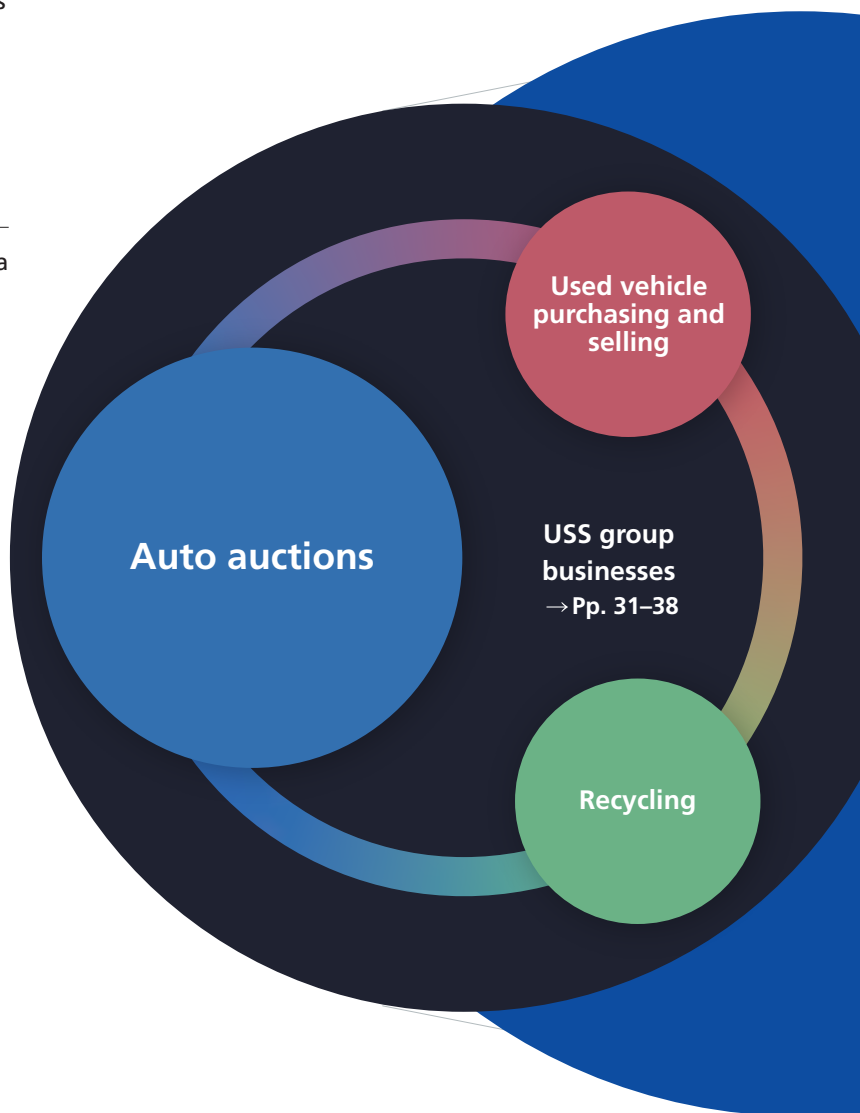 s
a
Used vehicle
purchasing and
selling
Auto auctions
USS group
businesses
→Pp. 31–38
Recycling